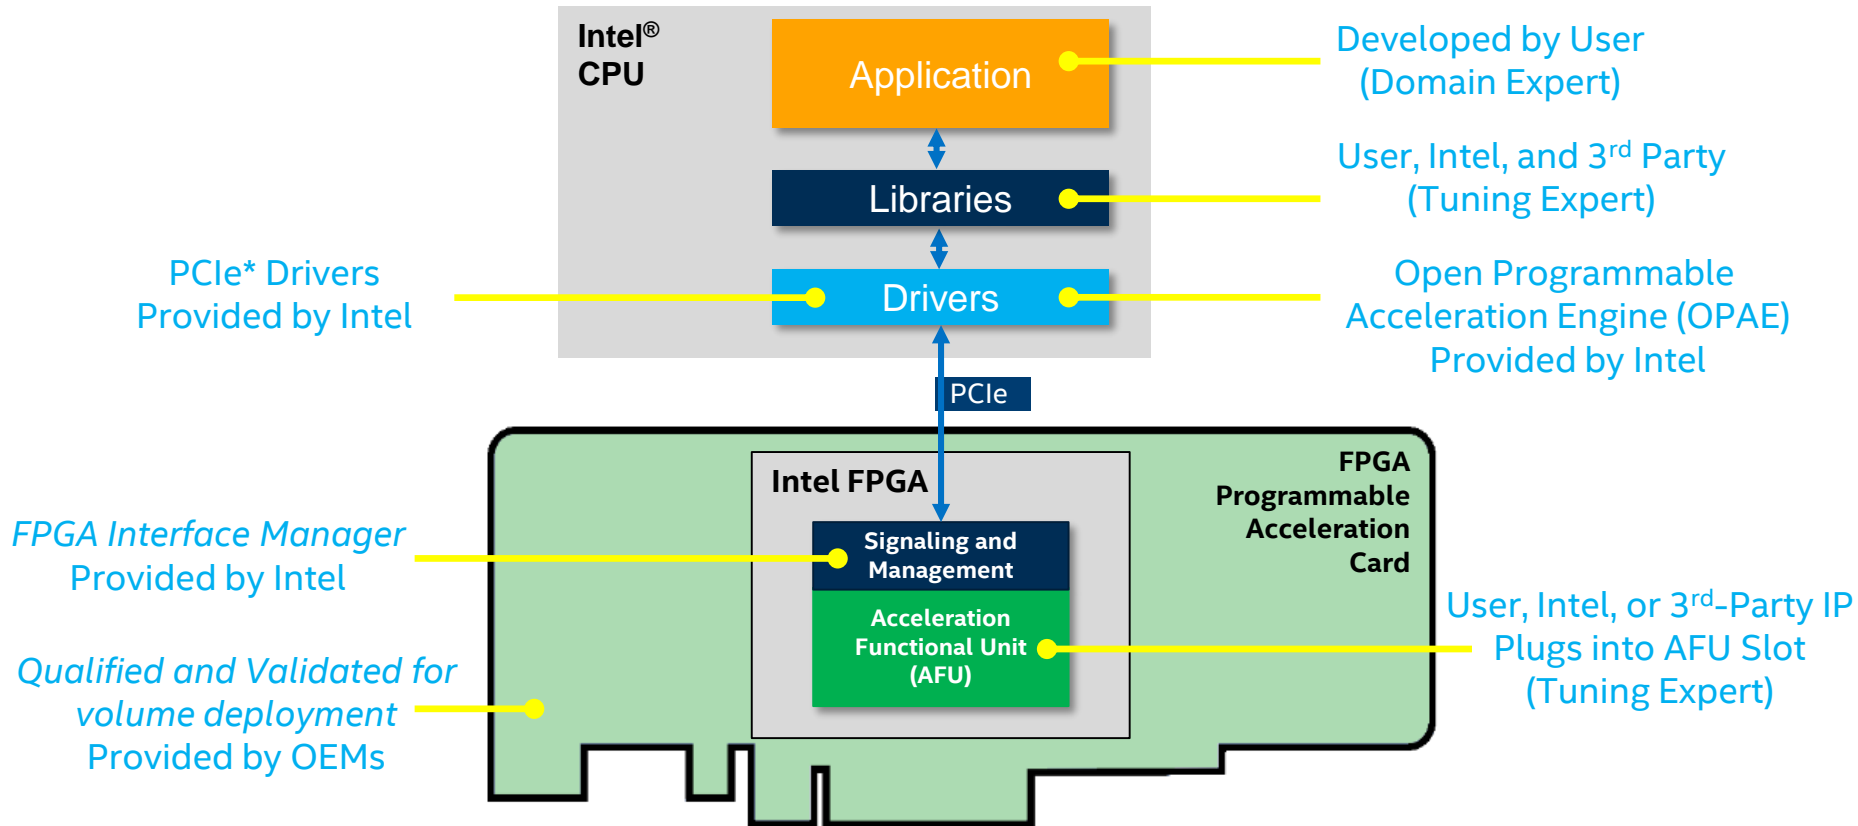 Intel®
CPU
Application
Developed by User
(Domain Expert)
Libraries
User, Intel, and 3rd Party
(Tuning Expert)
PCIe* Drivers
Provided by Intel
Drivers
Open Programmable
Acceleration Engine (OPAE)
Provided by Intel
PCIe
Intel FPGA
FPGA
Programmable
Acceleration
Card
FPGA Interface Manager
Provided by Intel
Signaling and
Management
Acceleration
Functional Unit
(AFU)
User, Intel, or 3rd-Party IP
Plugs into AFU Slot
(Tuning Expert)
Qualified and Validated for
volume deployment
Provided by OEMs